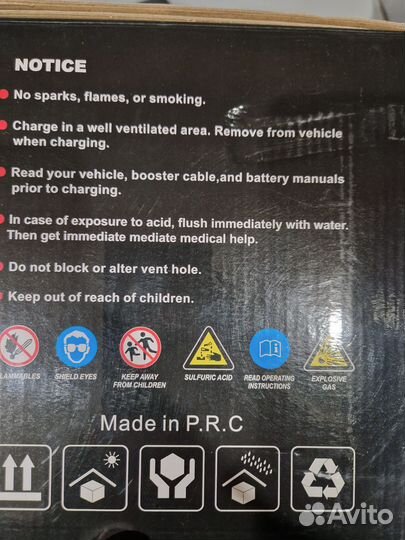 NOTICE
No sparks, flames, or smoking.
Charge in a well ventilated area. Remove from vehicle
when charging.
Read your vehicle, booster cable,and battery manuals
prior to charging.
In case of exposure to acid, flush immediately with water.
Then get immediate mediate medical help.
Do not block or alter vent hole.
Keep out of reach of children.
LAMMABLES
SHIELD EYES
KEEP AWAY
FROM CHILDREN
SULFURIC ACID
READ OPERATING
INSTRUCTIONS
EXPLOSIVE
GAS
Made in P.R.C
Avito